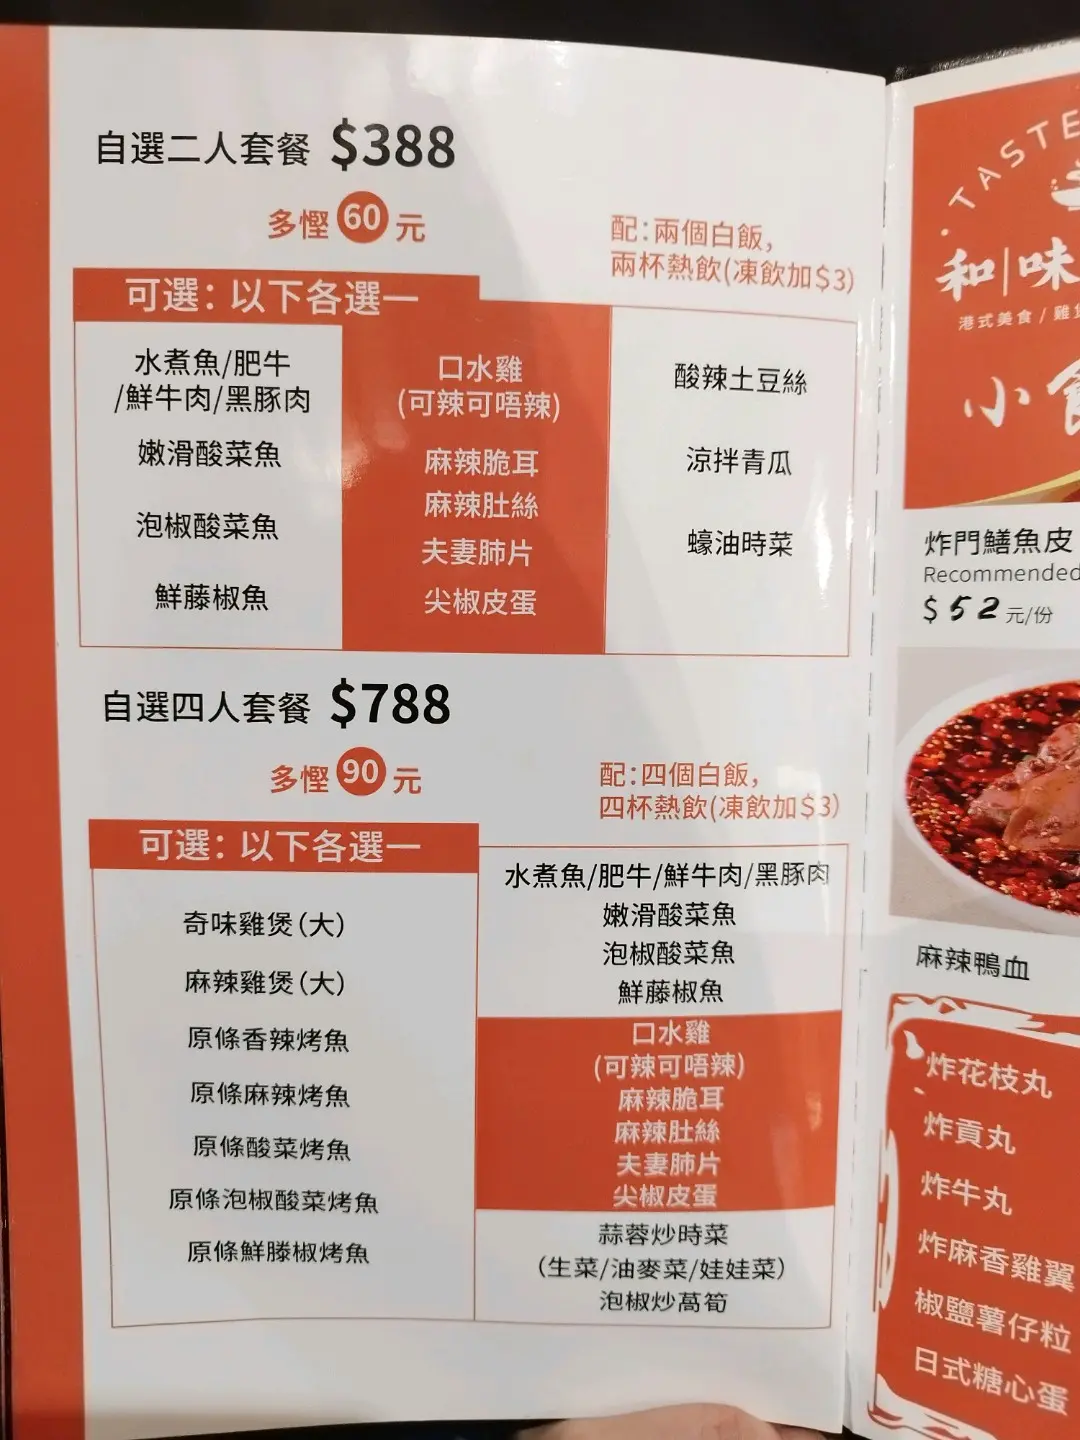 自選二人套餐 $388
多慳 60 元
配:兩個白飯,
兩杯熱飲(凍飲加$3)
可選: 以下各選一
水煮魚/肥牛
/鮮牛肉/黑豚肉
嫩滑酸菜魚
泡椒酸菜魚
鮮藤椒魚
口水雞
(可辣可唔辣)
麻辣脆耳
麻辣肚絲
夫妻肺片
尖椒皮蛋
酸辣土豆絲
涼拌青瓜
蠔油時菜
自選四人套餐 $788
多慳 90 元
配:四個白飯,
四杯熱飲(凍飲加$3)
可選: 以下各選一
奇味雞煲(大)
麻辣雞煲(大)
原條香辣烤魚
原條麻辣烤魚
原條酸菜烤魚
原條泡椒酸菜烤魚
原條鮮滕椒烤魚
水煮魚/肥牛/鮮牛肉/黑豚肉
嫩滑酸菜魚
泡椒酸菜魚
鮮藤椒魚
口水雞
(可辣可唔辣)
麻辣脆耳
麻辣肚絲
夫妻肺片
尖椒皮蛋
蒜蓉炒時菜
(生菜/油麥菜/娃娃菜)
泡椒炒萵筍
· TASTE
和|味
港式美食 / 雞
小
炸門鱔魚皮
Recommended
$ 52 元/份
麻辣鴨血
炸花枝丸
炸貢丸
炸牛丸
炸麻香雞翼
椒鹽薯仔粒
日式糖心蛋